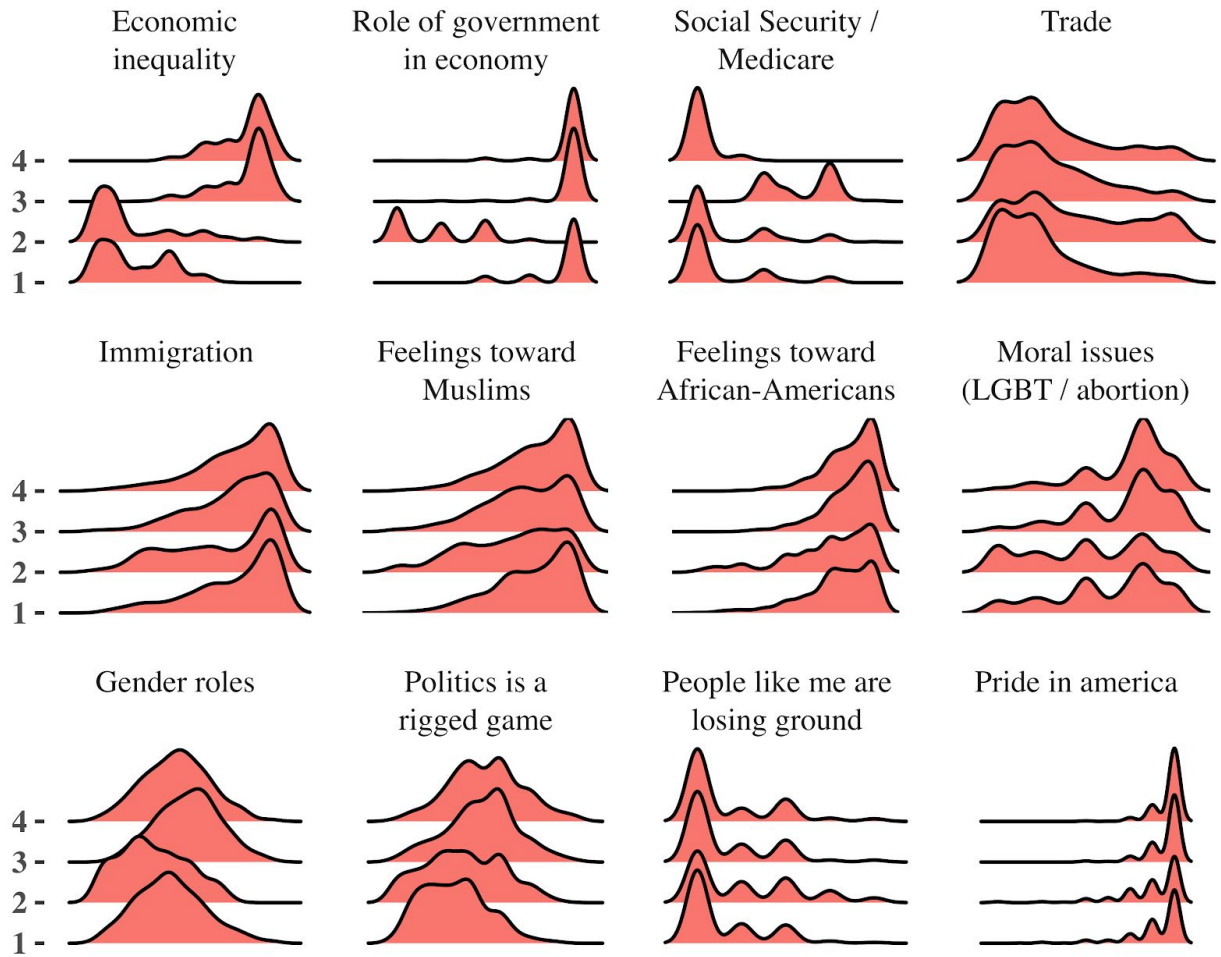 Economic
inequality
Role of government
in economy
Social Security /
Medicare
Trade
4
3
2
1
Immigration
Feelings toward
Muslims
Feelings toward
African-Americans
Moral issues
(LGBT / abortion)
4
3
2
1
Gender roles
Politics is a
rigged game
People like me are
losing ground
Pride in america
4
3
2
1